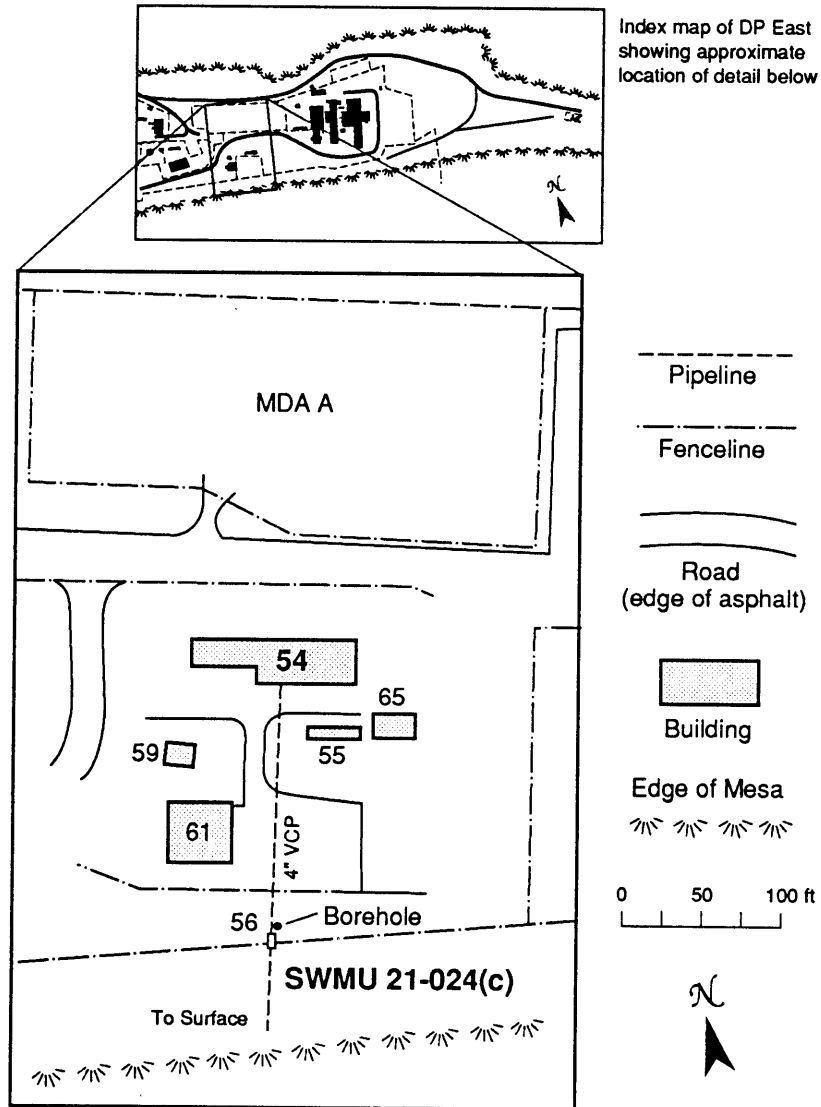 Index map of DP East
showing approximate
location of detail below
N
MDA A
Pipeline
Fenceline
Road
(edge of asphalt)
54
65
55
59
Building
61
4" VCP
Edge of Mesa
0 50 100 ft
56
Borehole
SWMU 21-024(c)
To Surface
N